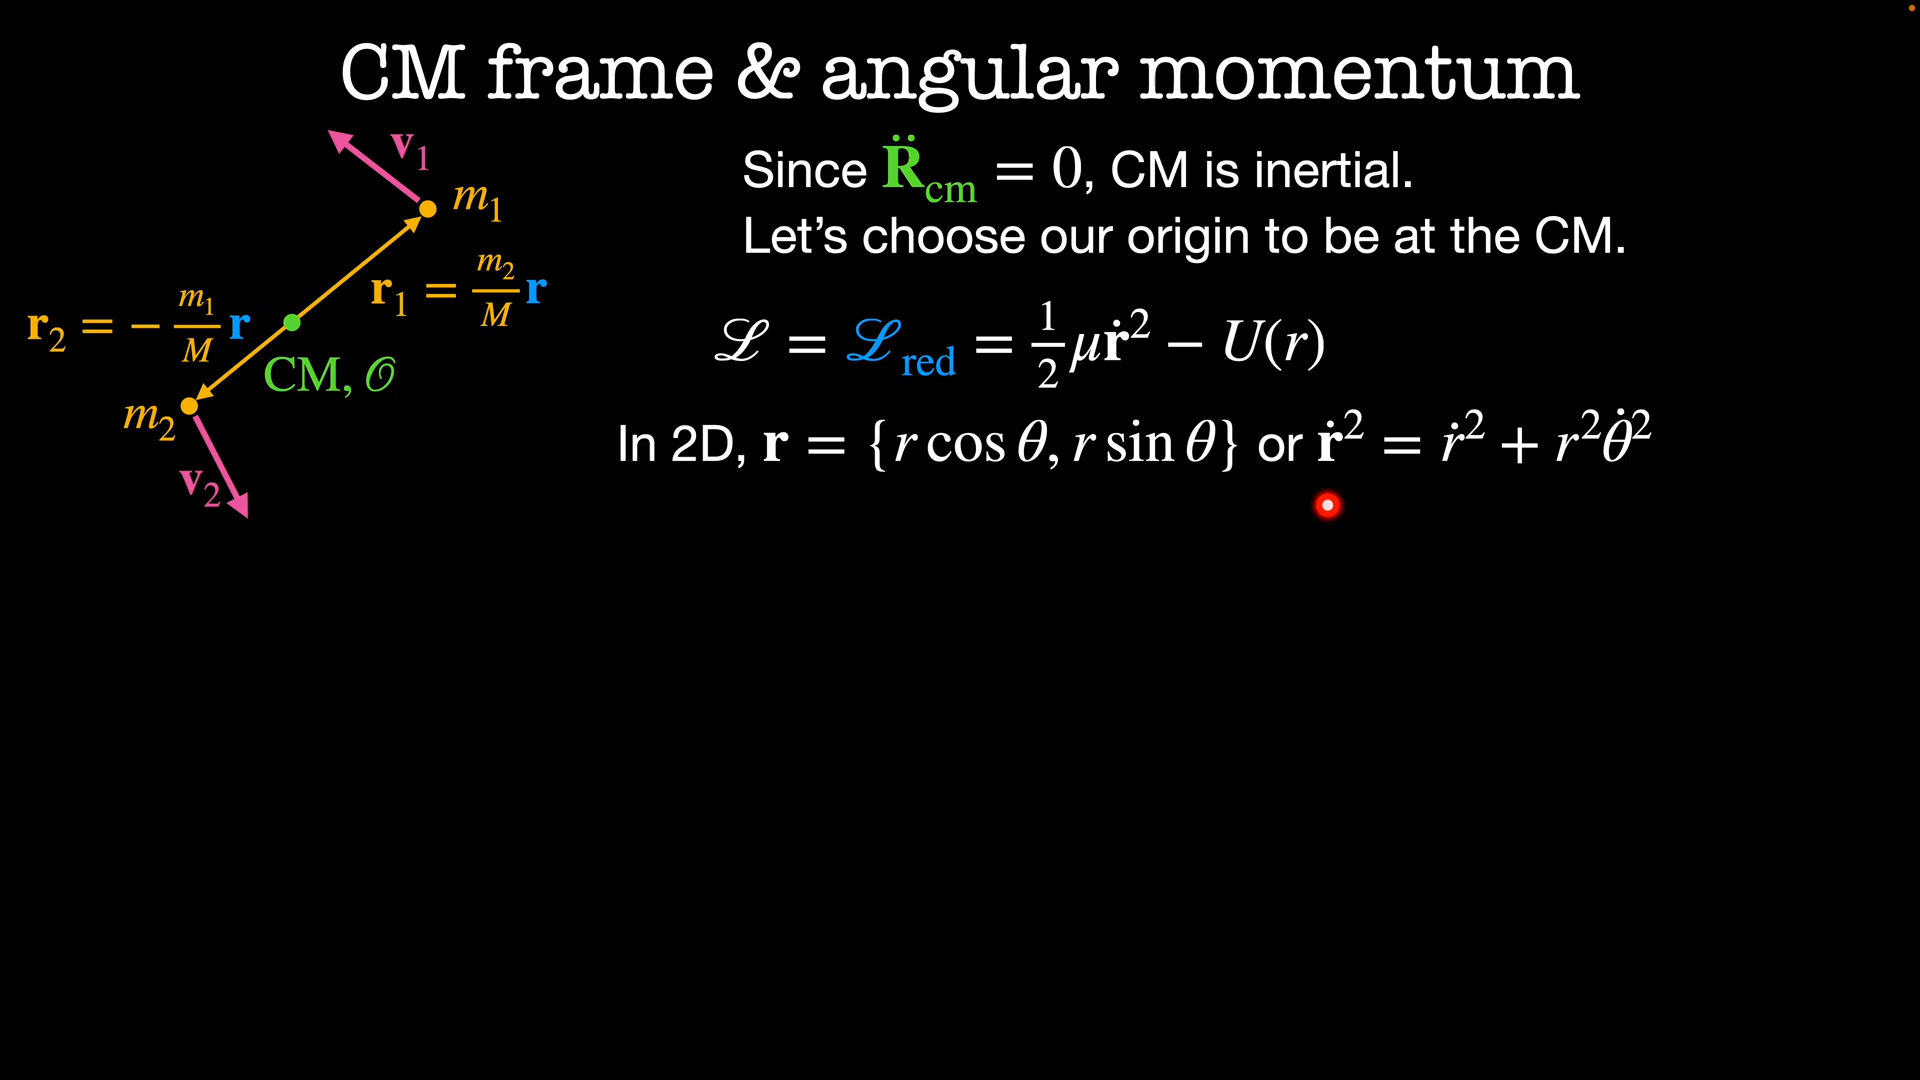 CM frame & angular momentum
v₁
m₁
r₁ = m₂/M r
r₂ = − m₁/M r
CM, 𝒪
m₂
v₂
Since R̈_cm = 0, CM is inertial.
Let’s choose our origin to be at the CM.
ℒ = ℒ_red = 1/2 μṙ² − U(r)
In 2D, r = {r cos θ, r sin θ} or ṙ² = ṙ² + r²θ̇²